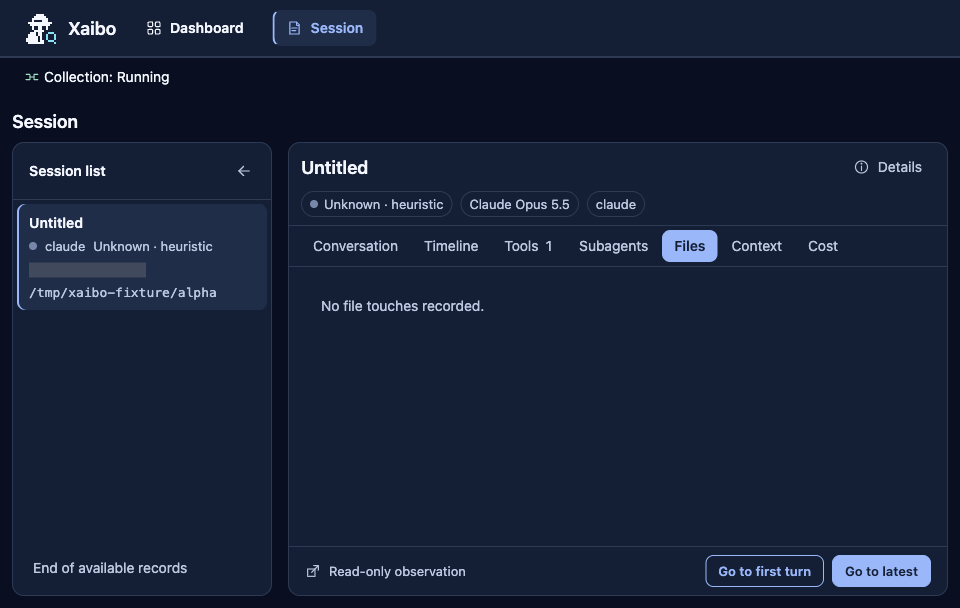 Xaibo
Dashboard
Session
Collection: Running
Session
Session list
Untitled
claude Unknown · heuristic
/tmp/xaibo-fixture/alpha
End of available records
Untitled
Details
Unknown · heuristic
Claude Opus 5.5
claude
Conversation Timeline Tools 1 Subagents Files Context Cost
No file touches recorded.
Read-only observation
Go to first turn
Go to latest